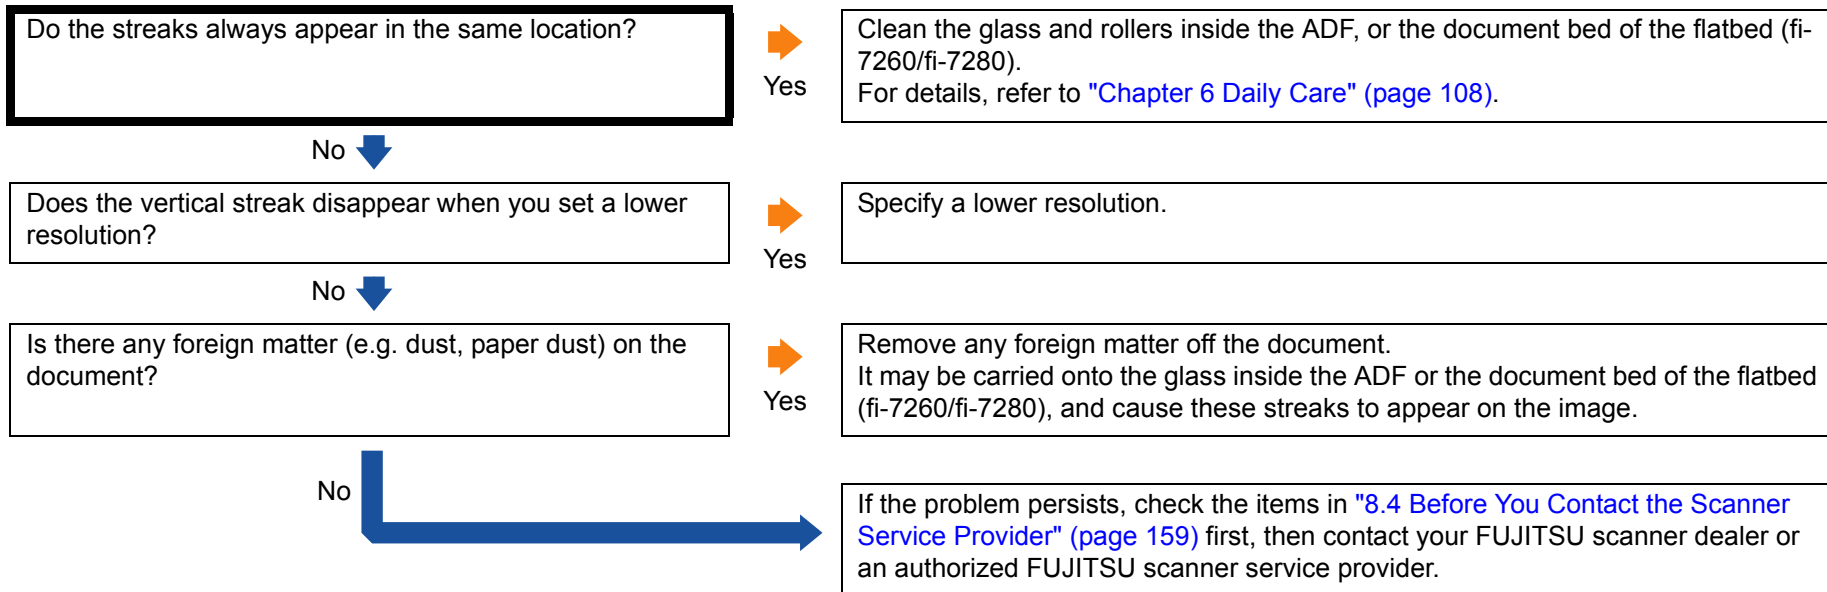 Do the streaks always appear in the same location?
Yes
Clean the glass and rollers inside the ADF, or the document bed of the flatbed (fi-
7260/fi-7280).
For details, refer to "Chapter 6 Daily Care" (page 108).
No
Does the vertical streak disappear when you set a lower
resolution?
Yes
Specify a lower resolution.
No
Is there any foreign matter (e.g. dust, paper dust) on the
document?
Yes
Remove any foreign matter off the document.
It may be carried onto the glass inside the ADF or the document bed of the flatbed
(fi-7260/fi-7280), and cause these streaks to appear on the image.
No
If the problem persists, check the items in "8.4 Before You Contact the Scanner
Service Provider" (page 159) first, then contact your FUJITSU scanner dealer or
an authorized FUJITSU scanner service provider.